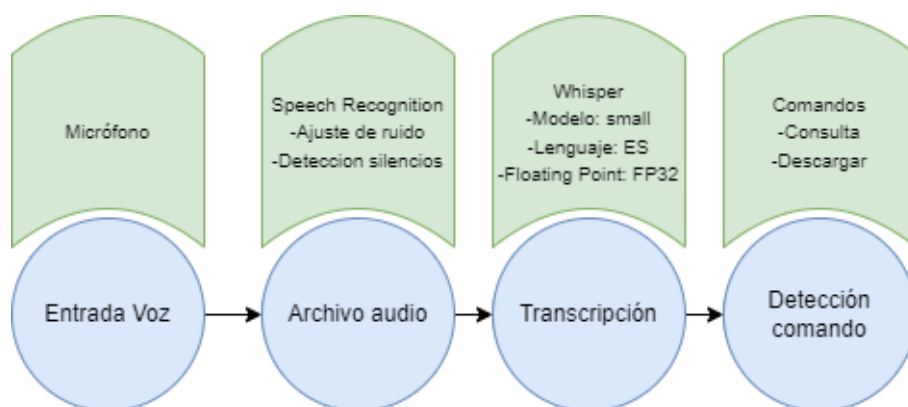 Micrófono
Speech Recognition
-Ajuste de ruido
-Deteccion silencios
Whisper
-Modelo: small
-Lenguaje: ES
-Floating Point: FP32
Comandos
-Consulta
-Descargar
Entrada Voz
Archivo audio
Transcripción
Detección
comando